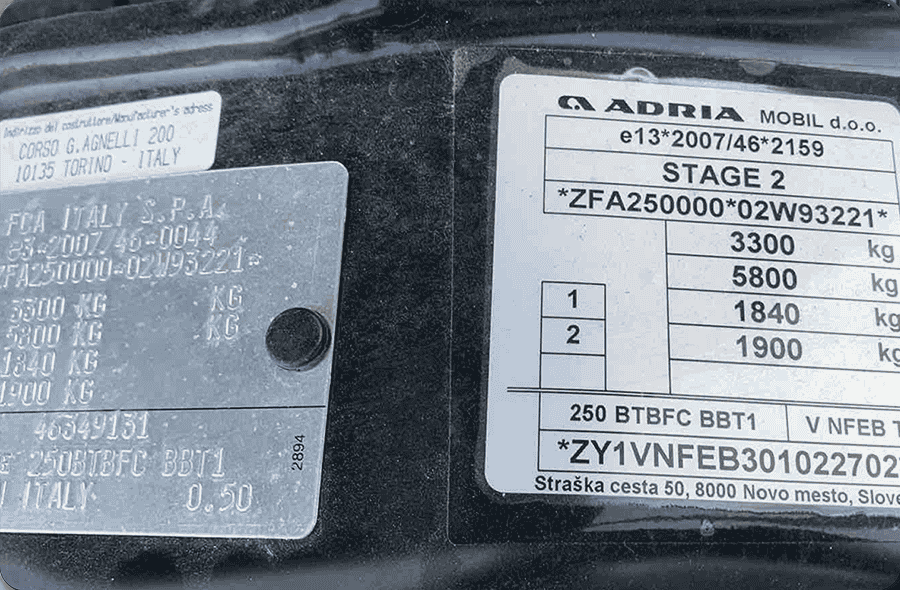 Indirizzo del costruttore/Manufacturer's adress
CORSO G.AGNELLI 200
10135 TORINO - ITALY
FCA ITALY S.P.A.
e3*2007/46*0044
ZFA250000*02W93221*
3300 KG KG
5800 KG KG
1840 KG
1900 KG
46349131
250BTBFC BBT1
ITALY 0.50
2894
ADRIA MOBIL d.o.o.
e13*2007/46*2159
STAGE 2
*ZFA250000*02W93221*
3300 kg
5800 kg
1 1840 kg
2 1900 kg
250 BTBFC BBT1 V NFEB
*ZY1VNFEB301022702
Straška cesta 50, 8000 Novo mesto, Slove